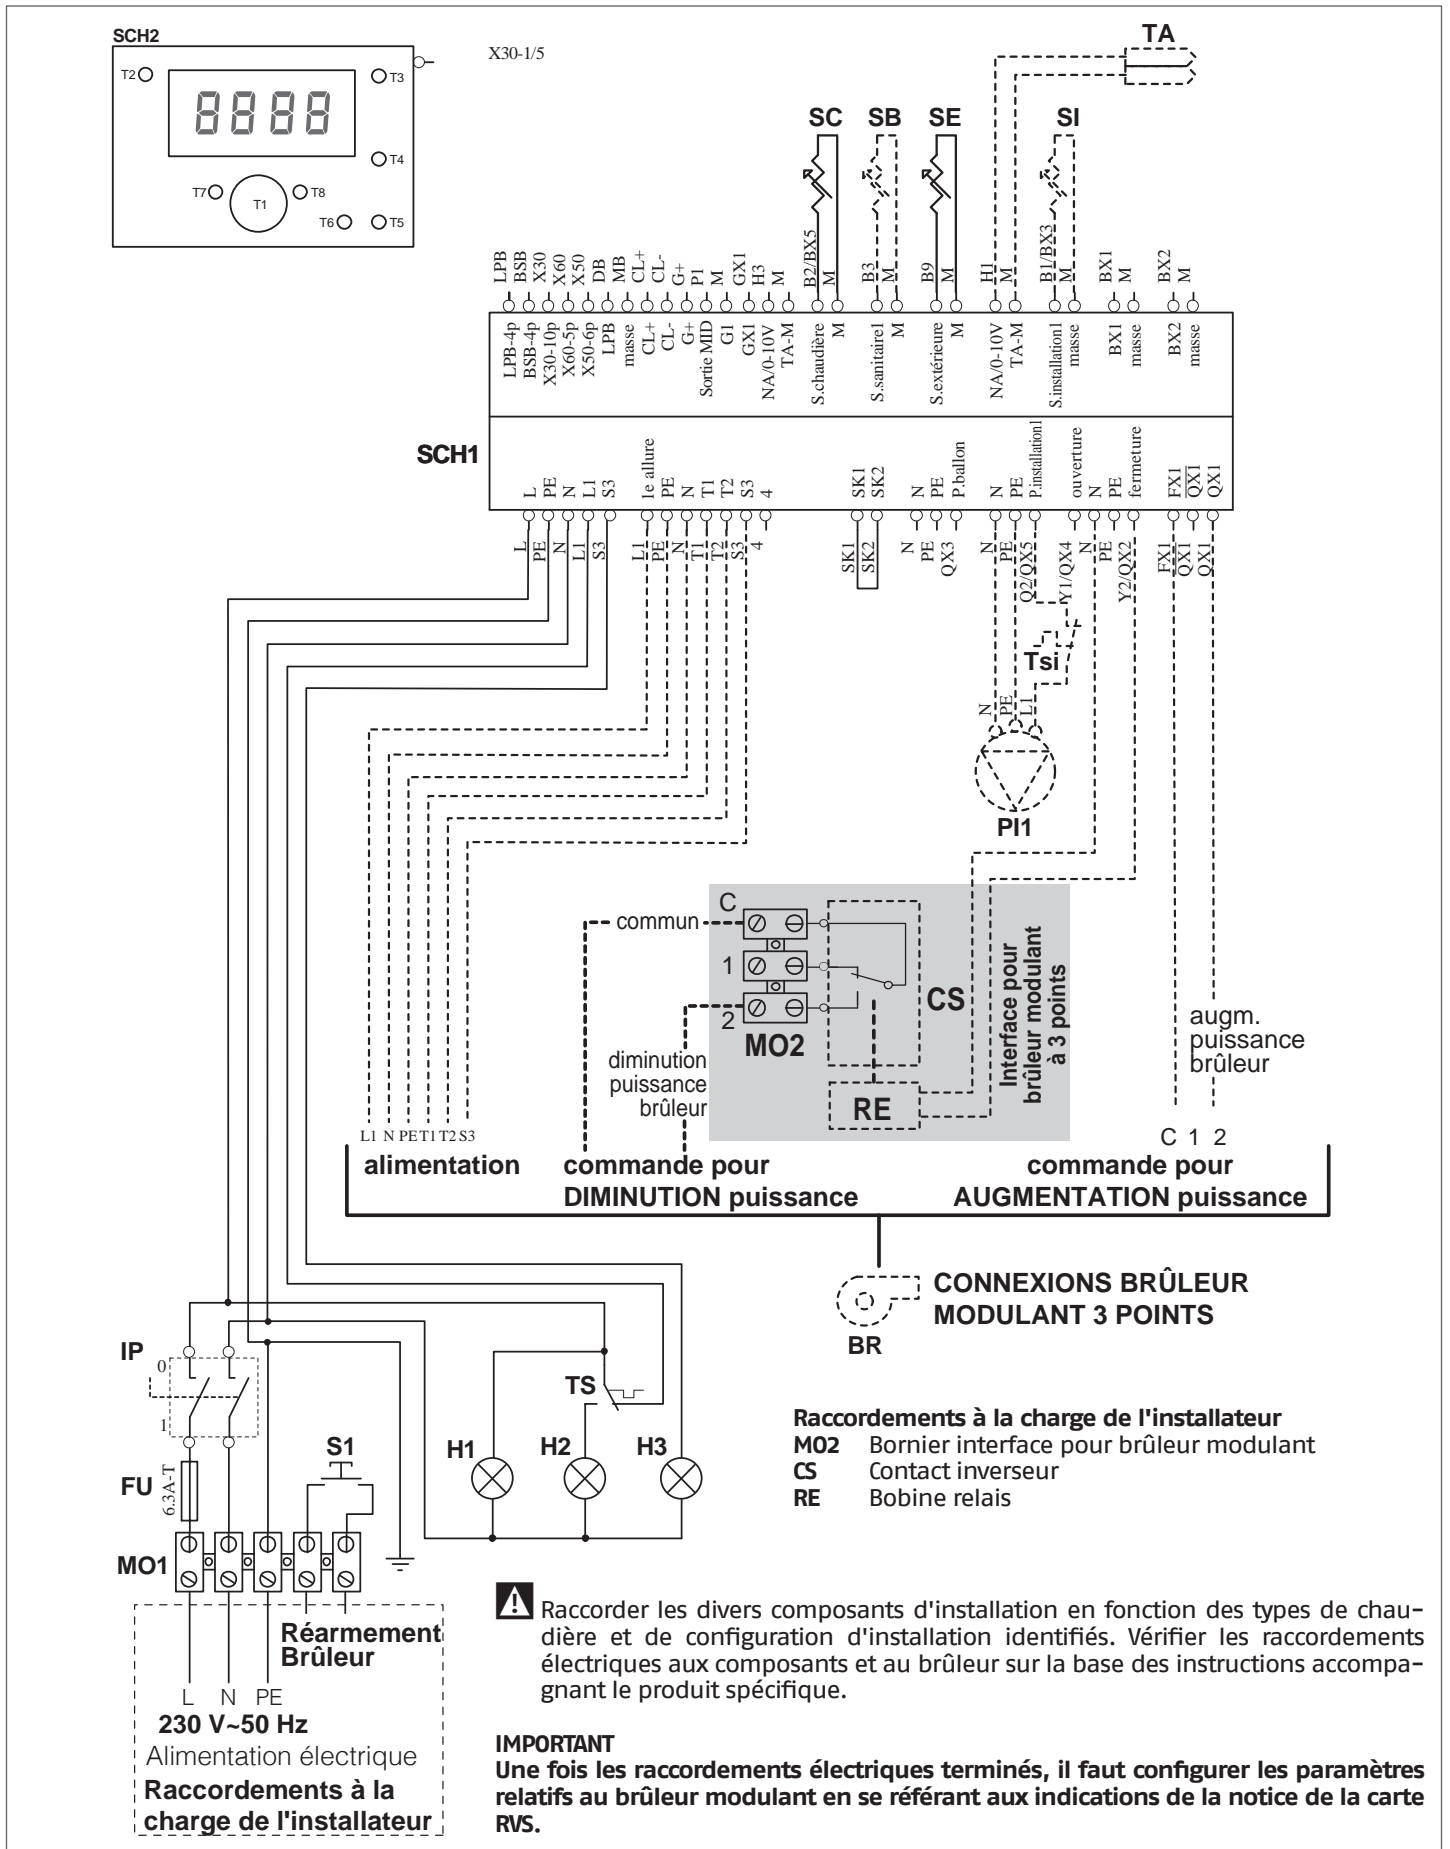 SCH2
X30-1/5
T2
T3
T4
T7
T1
T8
T6
T5
TA
SC SB SE SI
LPB BSB X30 X60 X50 DB MB CL+ CL- G+ P1 M GX1 H3 M B2/BX5 M B3 M B9 M H1 M B1/BX3 M BX1 M BX2 M
LPB-4p BSB-4p X30-10p X60-5p X50-6p LPB masse CL+ CL- G+ Sortie MID G1 GX1 NA/0-10V TA-M S.chaudière M S.sanitaire1 M S.extérieure M NA/0-10V TA-M S.installation1 masse BX1 masse BX2 masse
SCH1
L PE N L1 S3 1e allure PE N T1 T2 S3 4 SK1 SK2 N PE P.ballon N PE P.installation1 ouverture N PE fermeture FX1 QX1 QX1
L PE N L1 S3 L1 PE N T1 T2 S3 4 SK1 SK2 N PE QX3 N PE Q2/QX5 Y1/QX4 N PE Y2/QX2 FX1 QX1 QX1
Tsi
N PE L1
PI1
C
commun
1
2
MO2
CS
RE
Interface pour
brûleur modulant
à 3 points
diminution
puissance
brûleur
augm.
puissance
brûleur
L1 N PE T1 T2 S3
C 1 2
alimentation
commande pour
DIMINUTION puissance
commande pour
AUGMENTATION puissance
CONNEXIONS BRÛLEUR
MODULANT 3 POINTS
BR
IP
0
1
TS
S1
H1 H2 H3
FU
6.3A-T
MO1
Réarmement
Brûleur
L N PE
230 V~50 Hz
Alimentation électrique
Raccordements à la
charge de l'installateur
Raccordements à la charge de l'installateur
MO2 Bornier interface pour brûleur modulant
CS Contact inverseur
RE Bobine relais
Raccorder les divers composants d'installation en fonction des types de chau-
dière et de configuration d'installation identifiés. Vérifier les raccordements
électriques aux composants et au brûleur sur la base des instructions accompa-
gnant le produit spécifique.
IMPORTANT
Une fois les raccordements électriques terminés, il faut configurer les paramètres
relatifs au brûleur modulant en se référant aux indications de la notice de la carte
RVS.